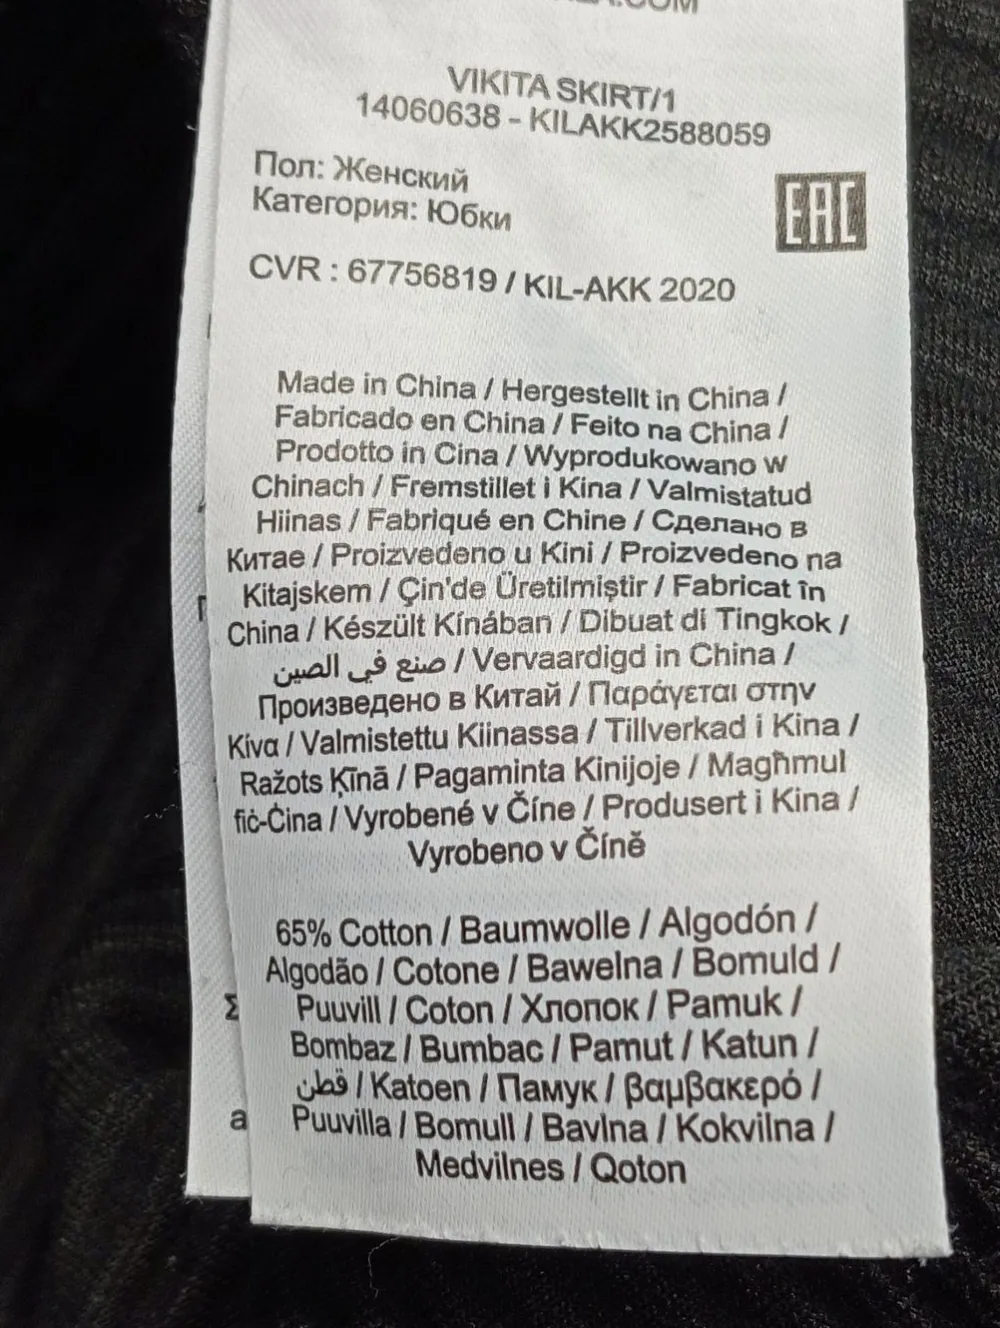 VIKITA SKIRT/1
14060638 - KILAKK2588059
Пол: Женский
Категория: Юбки
EAC
CVR : 67756819 / KIL-AKK 2020
Made in China / Hergestellt in China /
Fabricado en China / Feito na China /
Prodotto in Cina / Wyprodukowano w
Chinach / Fremstillet i Kina / Valmistatud
Hiinas / Fabriqué en Chine / Сделано в
Китае / Proizvedeno u Kini / Proizvedeno na
Kitajskem / Çin'de Üretilmiştir / Fabricat în
China / Készült Kínában / Dibuat di Tingkok /
صنع في الصين / Vervaardigd in China /
Произведено в Китай / Παράγεται στην
Κίνα / Valmistettu Kiinassa / Tillverkad i Kina /
Ražots Ķīnā / Pagaminta Kinijoje / Magħmul
fiċ-Ċina / Vyrobené v Číne / Produsert i Kina /
Vyrobeno v Číně
65% Cotton / Baumwolle / Algodón /
Algodão / Cotone / Bawełna / Bomuld /
Puuvill / Coton / Хлопок / Pamuk /
Bombaz / Bumbac / Pamut / Katun /
قطن / Katoen / Памук / βαμβακερό /
Puuvilla / Bomull / Bavlna / Kokvilna /
Medvilnes / Qoton